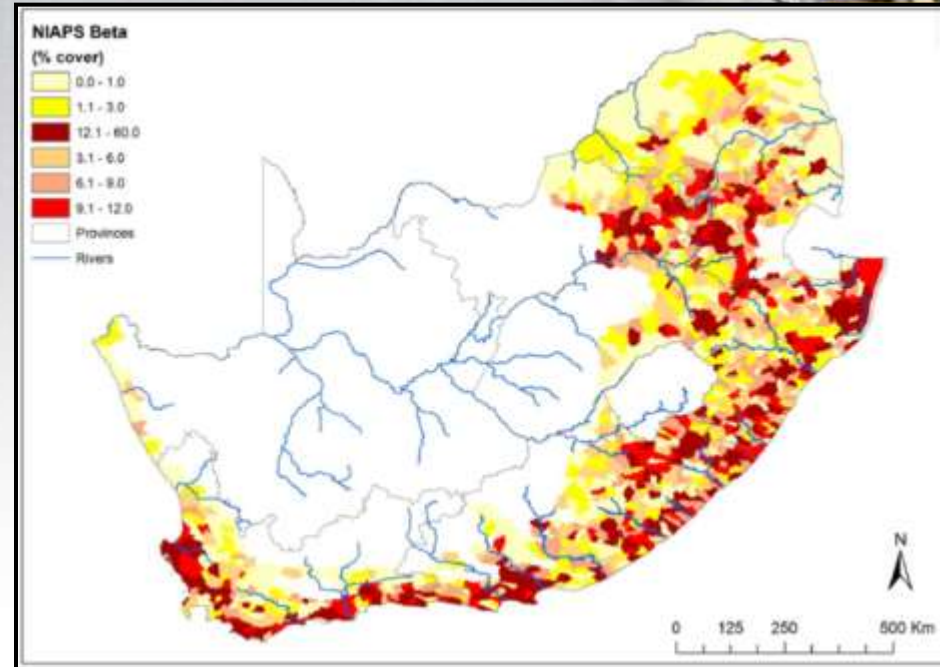 NIAPS Beta
(% cover)
0.0 - 1.0
1.1 - 3.0
12.1 - 60.0
3.1 - 6.0
6.1 - 9.0
9.1 - 12.0
Provinces
Rivers
N
0 125 250 500 Km